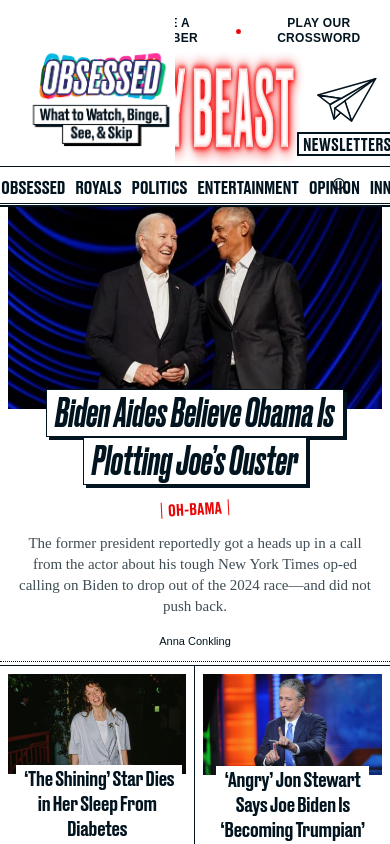 E A
BER
PLAY OUR
CROSSWORD
OBSESSED
What to Watch, Binge,
See, & Skip
Y BEAST
NEWSLETTERS
OBSESSED ROYALS POLITICS ENTERTAINMENT OPINION INN
Biden Aides Believe Obama Is
Plotting Joe's Ouster
| OH-BAMA |
The former president reportedly got a heads up in a call
from the actor about his tough New York Times op-ed
calling on Biden to drop out of the 2024 race—and did not
push back.
Anna Conkling
‘The Shining’ Star Dies
in Her Sleep From
Diabetes
‘Angry’ Jon Stewart
Says Joe Biden Is
‘Becoming Trumpian’